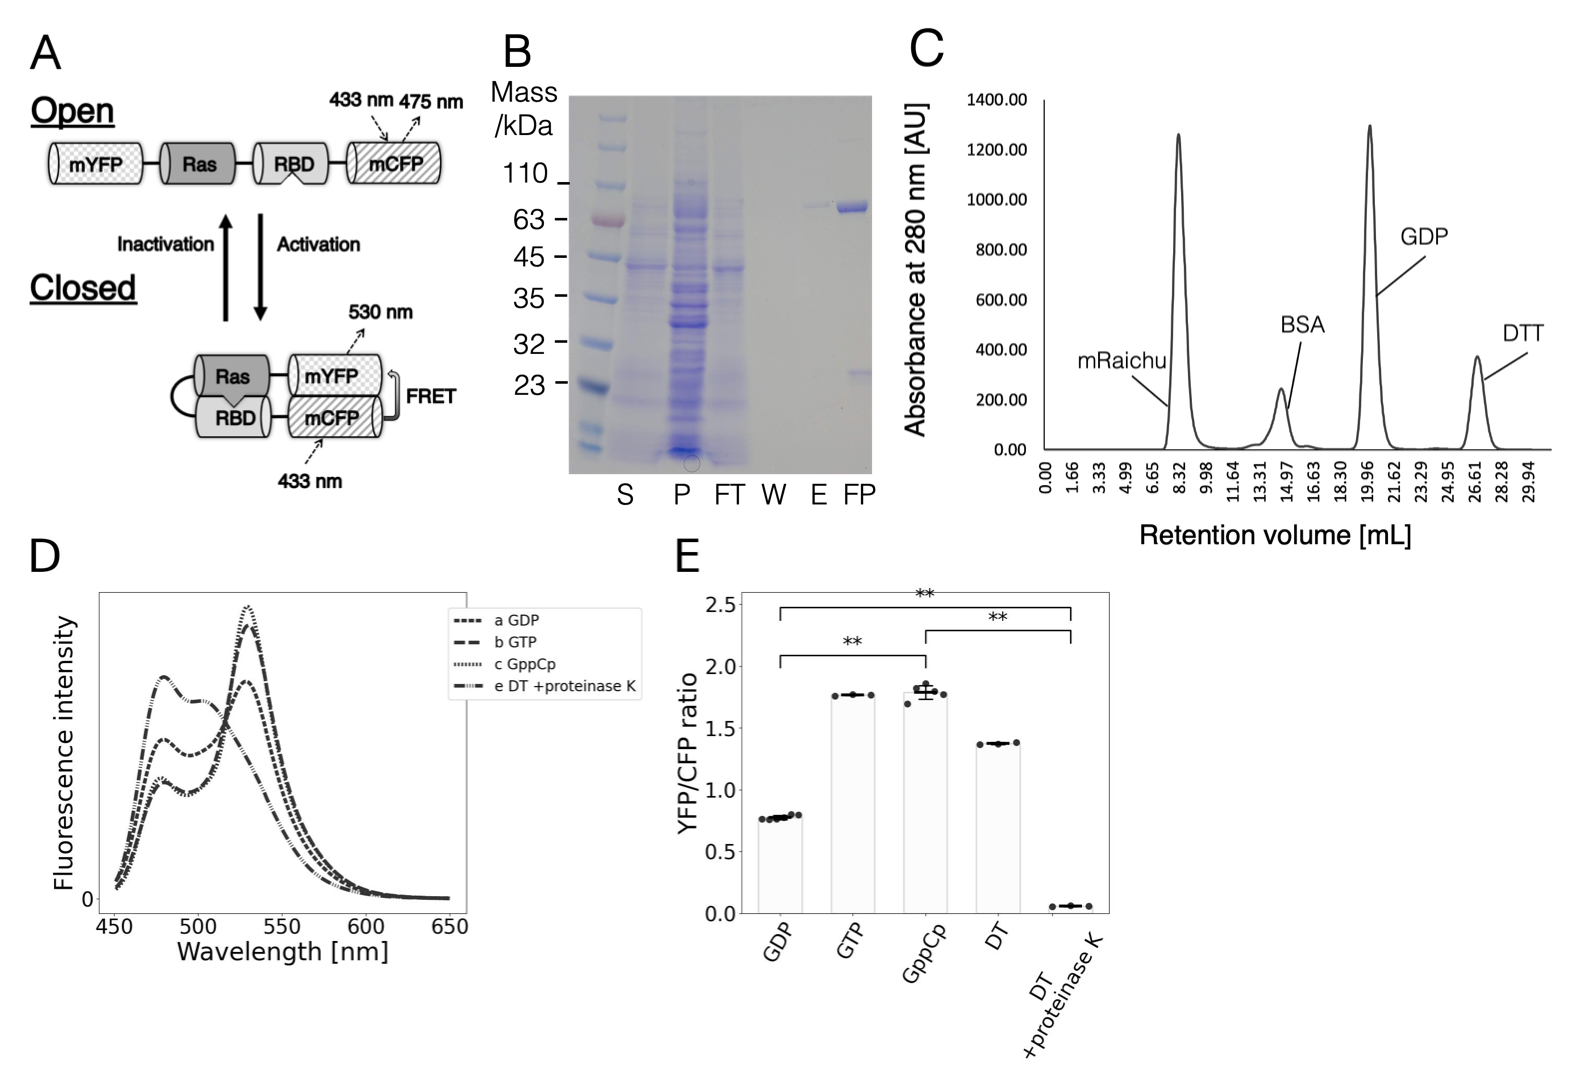 A
Open
433 nm 475 nm
mYFP
Ras
RBD
mCFP
Inactivation
Activation
Closed
530 nm
Ras
mYFP
RBD
mCFP
FRET
433 nm
B
Mass
/kDa
110
63
45
35
32
23
S P FT W E FP
C
Absorbance at 280 nm [AU]
1400.00
1200.00
1000.00
800.00
600.00
400.00
200.00
0.00
mRaichu
BSA
GDP
DTT
0.00 1.66 3.33 4.99 6.65 8.32 9.98 11.64 13.31 14.97 16.63 18.30 19.96 21.62 23.29 24.95 26.61 28.28 29.94
Retention volume [mL]
D
Fluorescence intensity
0
450 500 550 600 650
Wavelength [nm]
a GDP
b GTP
c GppCp
e DT +proteinase K
E
YFP/CFP ratio
2.5
2.0
1.5
1.0
0.5
0.0
**
**
**
GDP
GTP
GppCp
DT
DT
+proteinase K